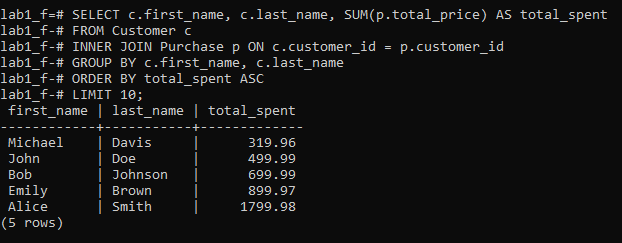 lab1_f=# SELECT c.first_name, c.last_name, SUM(p.total_price) AS total_spent
lab1_f-# FROM Customer c
lab1_f-# INNER JOIN Purchase p ON c.customer_id = p.customer_id
lab1_f-# GROUP BY c.first_name, c.last_name
lab1_f-# ORDER BY total_spent ASC
lab1_f-# LIMIT 10;
 first_name | last_name | total_spent
------------+-----------+-------------
 Michael    | Davis     |      319.96
 John       | Doe       |      499.99
 Bob        | Johnson   |      699.99
 Emily      | Brown     |      899.97
 Alice      | Smith     |     1799.98
(5 rows)